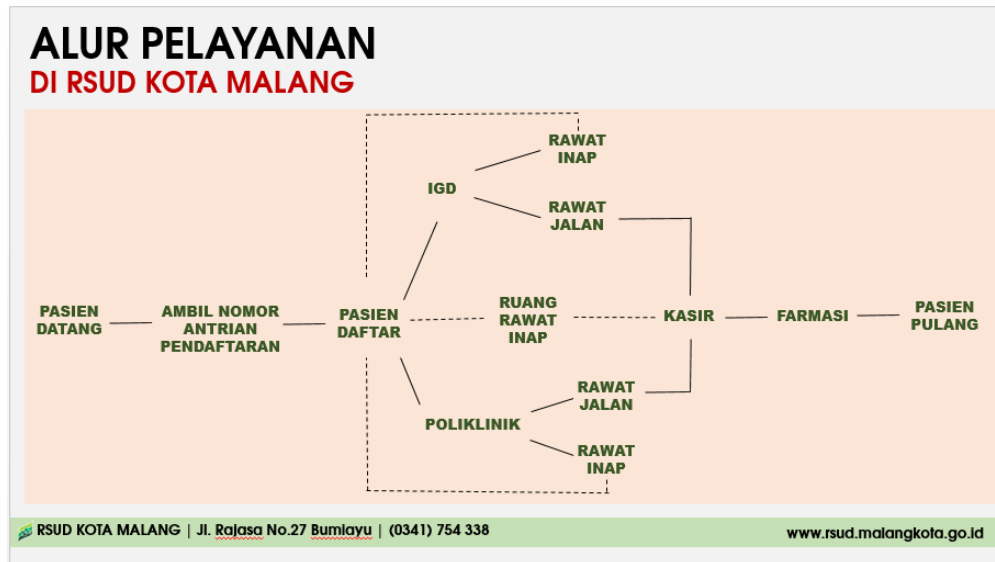 ALUR PELAYANAN
DI RSUD KOTA MALANG
PASIEN
DATANG
AMBIL NOMOR
ANTRIAN
PENDAFTARAN
PASIEN
DAFTAR
IGD
RAWAT
INAP
RAWAT
JALAN
RUANG
RAWAT
INAP
POLIKLINIK
RAWAT
JALAN
RAWAT
INAP
KASIR
FARMASI
PASIEN
PULANG
RSUD KOTA MALANG | Jl. Rajasa No.27 Bumiayu | (0341) 754 338
www.rsud.malangkota.go.id